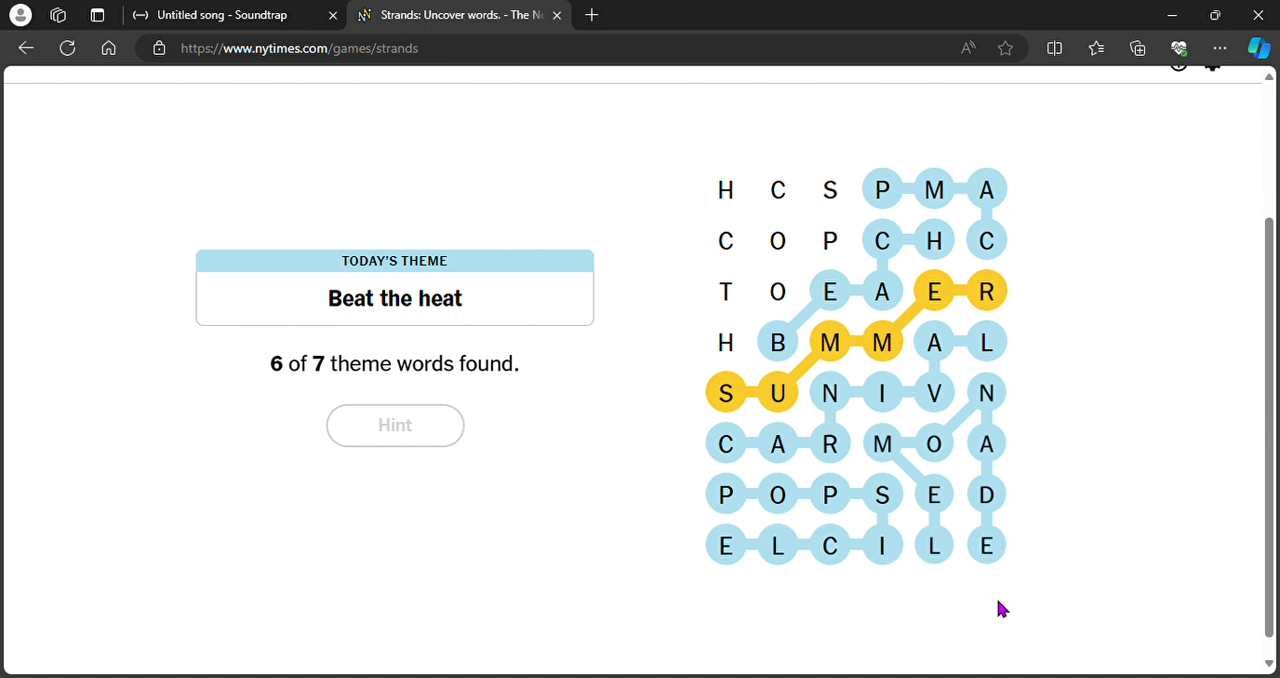 Untitled song - Soundtrap
Strands: Uncover words. - The N
https://www.nytimes.com/games/strands
TODAY'S THEME
Beat the heat
6 of 7 theme words found.
Hint
H C S P M A
C O P C H C
T O E A E R
H B M M A L
S U N I V N
C A R M O A
P O P S E D
E L C I L E